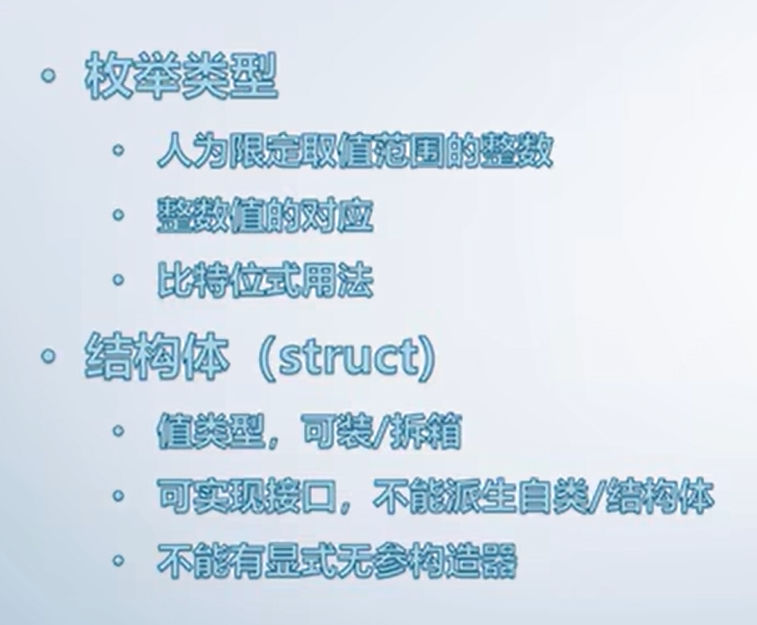 • 枚举类型
• 人为限定取值范围的整数
• 整数值的对应
• 比特位式用法
• 结构体（struct)
• 值类型，可装/拆箱
• 可实现接口，不能派生自类/结构体
• 不能有显式无参构造器